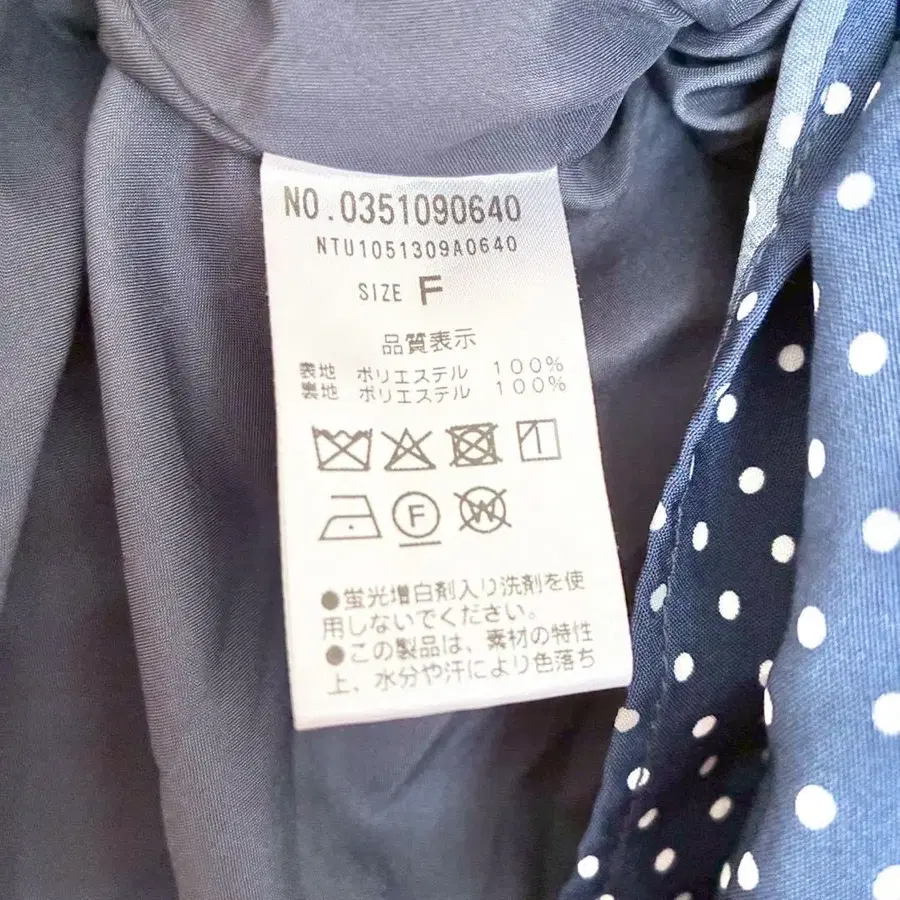 NO.0351090640
NTU1051309A0640
SIZE F
品質表示
表地 ポリエステル 100%
裏地 ポリエステル 100%
F
W
●蛍光増白剤入り洗剤を使
用しないでください。
●この製品は、素材の特性
上、水分や汗により色落ち